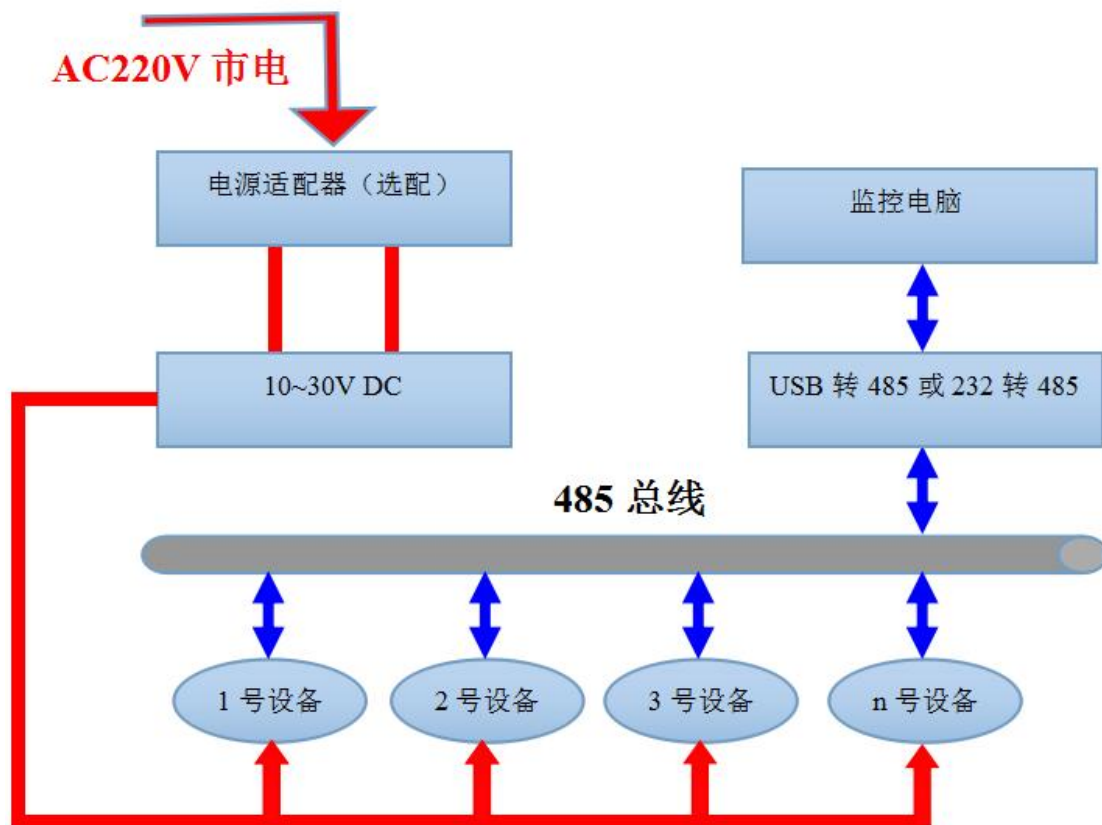 AC220V 市电
电源适配器（选配）
监控电脑
10~30V DC
USB 转 485 或 232 转 485
485 总线
1 号设备
2 号设备
3 号设备
n 号设备